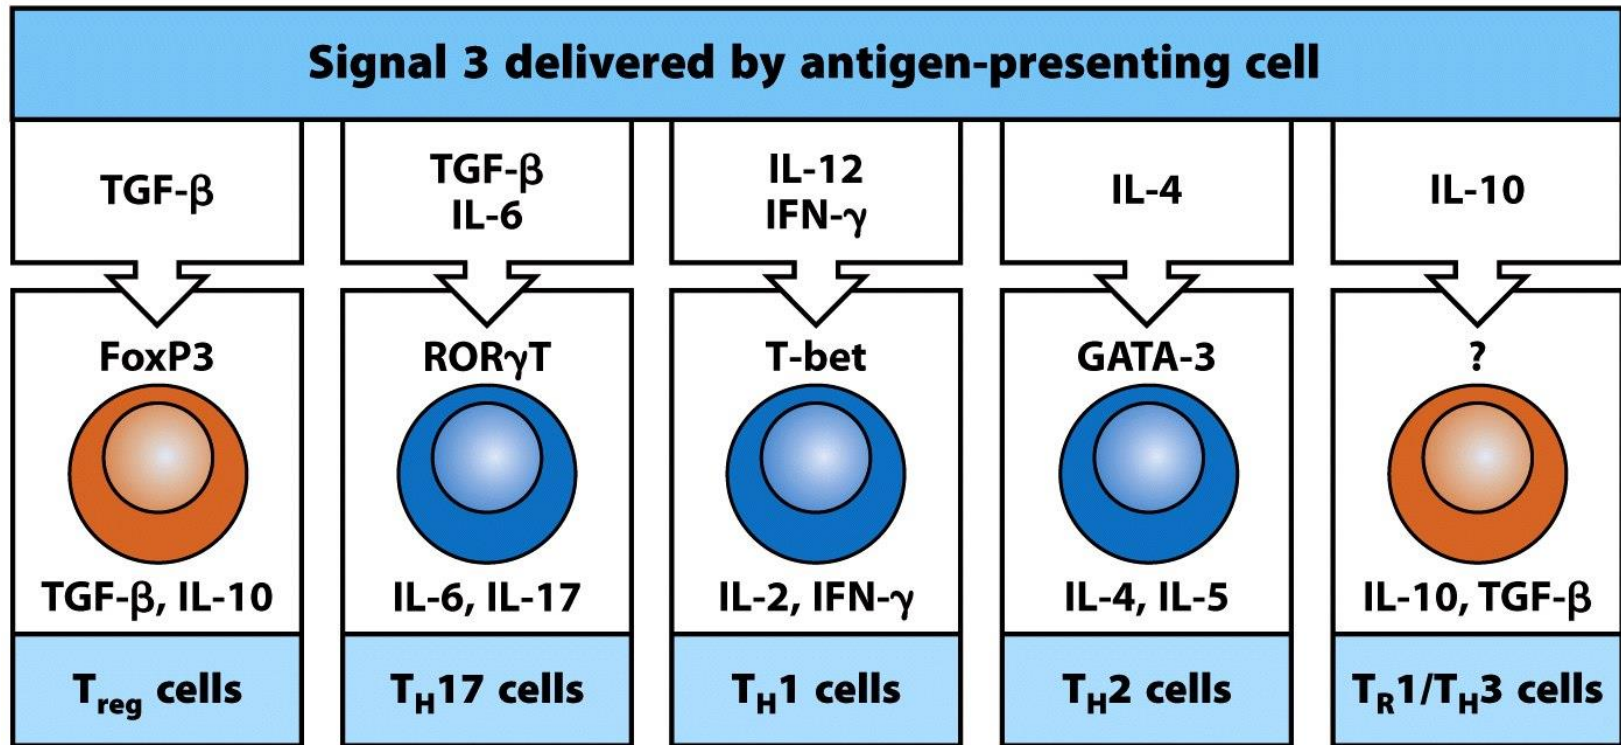 Signal 3 delivered by antigen-presenting cell
TGF-β
TGF-β
IL-6
IL-12
IFN-γ
IL-4
IL-10
FoxP3
RORγT
T-bet
GATA-3
?
TGF-β, IL-10
IL-6, IL-17
IL-2, IFN-γ
IL-4, IL-5
IL-10, TGF-β
Treg cells
TH17 cells
TH1 cells
TH2 cells
TR1/TH3 cells